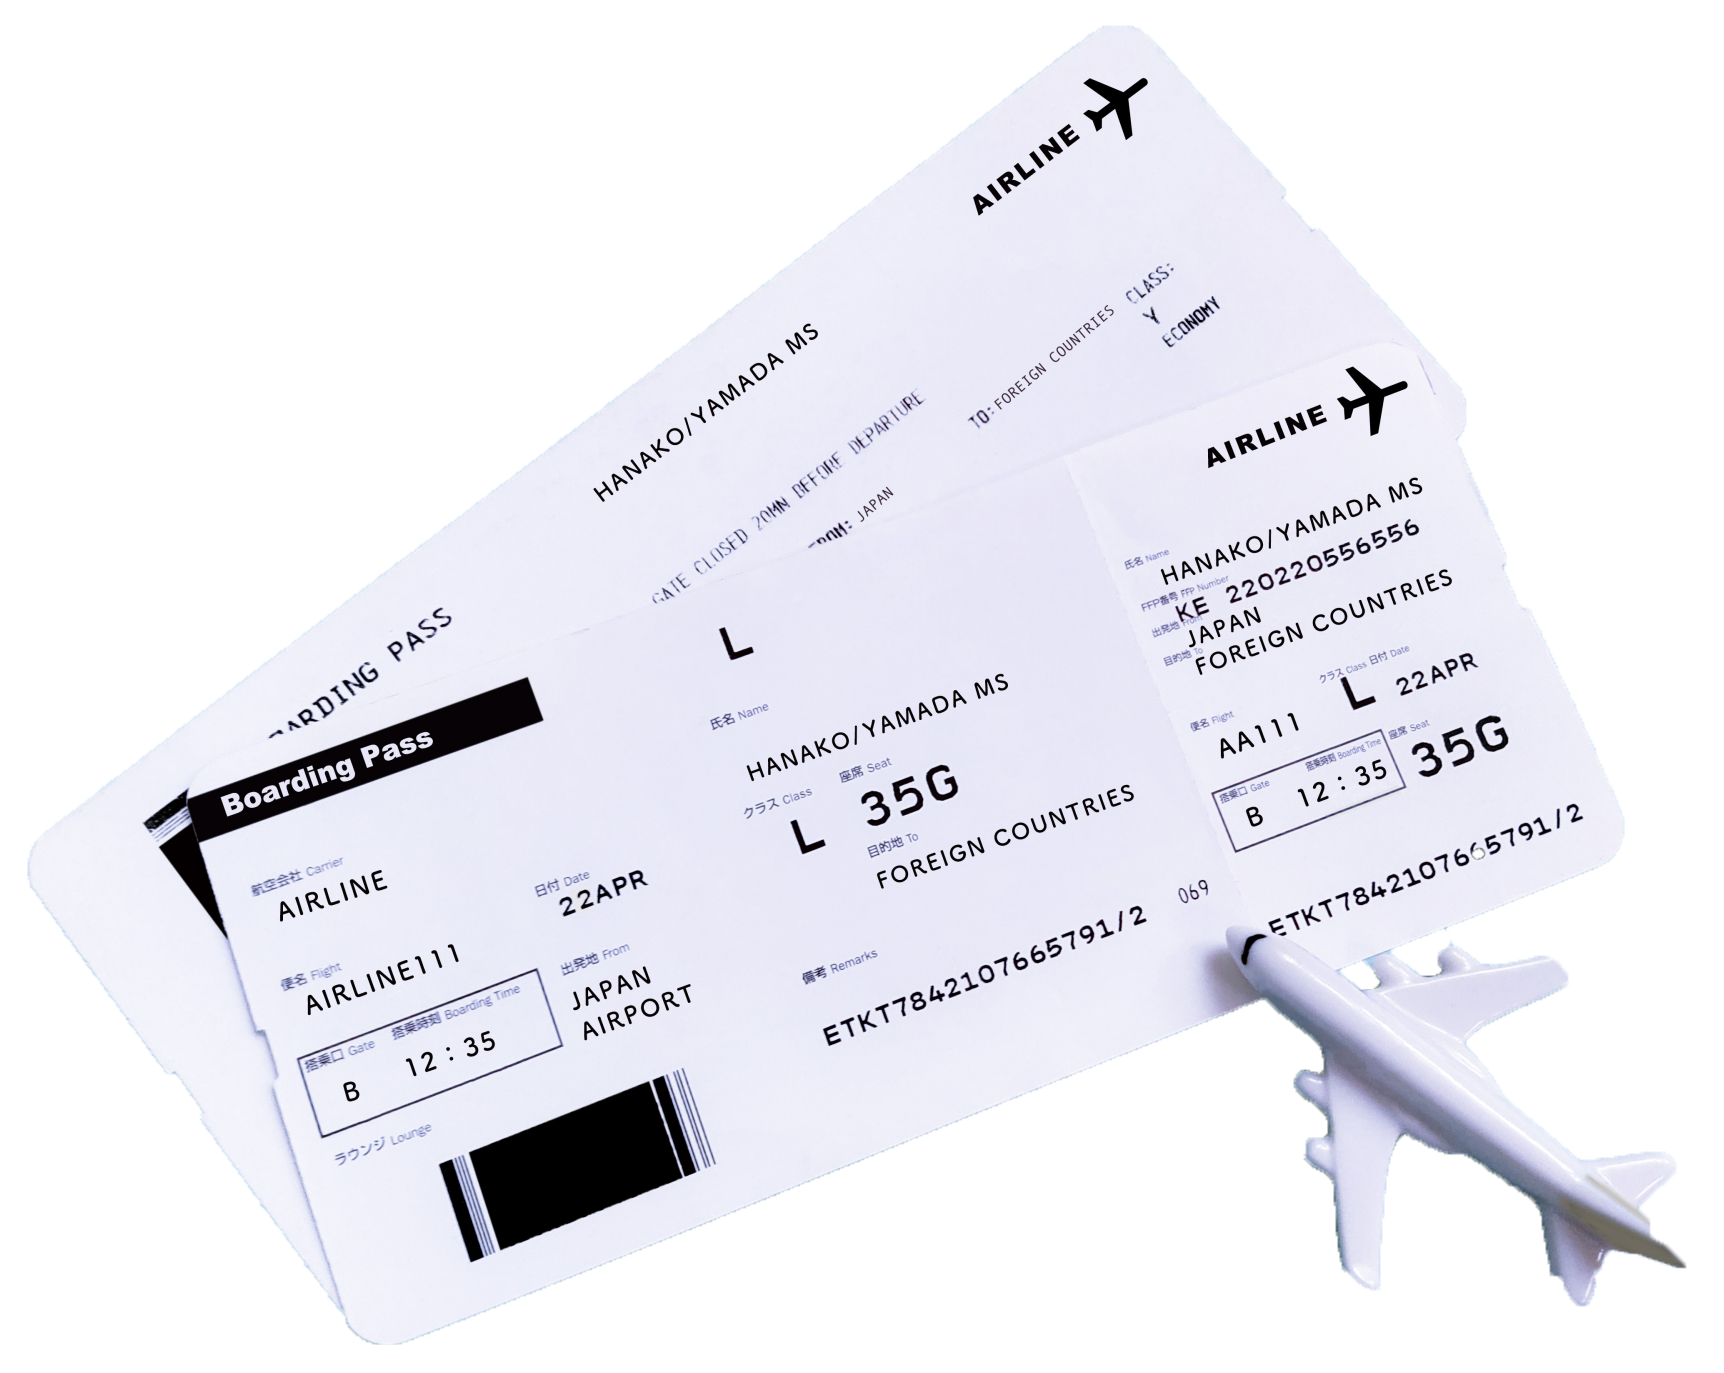 AIRLINE
HANAKO/YAMADA MS
CLASS:
Y
ECONOMY
TO: FOREIGN COUNTRIES
GATE CLOSED 20MN BEFORE DEPARTURE
JAPAN
PASS
Boarding Pass
L
氏名 Name
HANAKO/YAMADA MS
クラス Class
L
座席 Seat
35G
目的地 To
FOREIGN COUNTRIES
航空会社 Carrier
AIRLINE
日付 Date
22APR
便名 Flight
AIRLINE111
出発地 From
JAPAN
AIRPORT
搭乗口 Gate
搭乗時刻 Boarding Time
B
12:35
ラウンジ Lounge
備考 Remarks
ETKT7842107665791/2
069
AIRLINE
氏名 Name
HANAKO/YAMADA MS
FFP番号 FFP Number
KE 220220556556
出発地 From
JAPAN
目的地 To
FOREIGN COUNTRIES
クラス Class 日付 Date
L 22APR
便名 Flight
AA111
搭乗口 Gate
搭乗時刻 Boarding Time
B
12:35
座席 Seat
35G
ETKT7842107665791/2